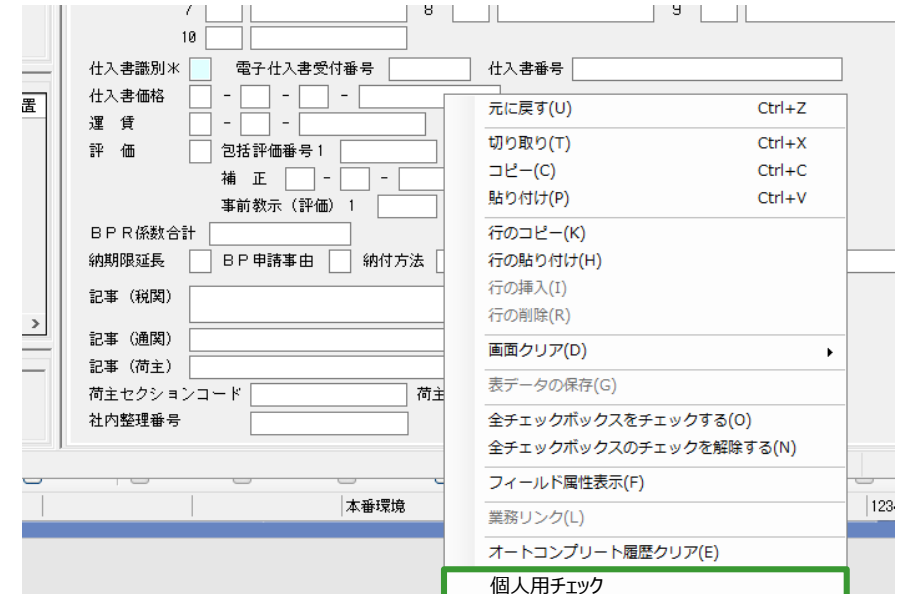 7 8 9
10
仕入書識別※ 電子仕入書受付番号 仕入書番号
仕入書価格 - - -
運 賃 - -
評 価 包括評価番号1
補 正 - -
事前教示(評価) 1
BPR係数合計
納期限延長 BP申請事由 納付方法
記事(税関)
記事(通関)
記事(荷主)
荷主セクションコード 荷主
社内整理番号
置
>
本番環境 1234
元に戻す(U) Ctrl+Z
切り取り(T) Ctrl+X
コピー(C) Ctrl+C
貼り付け(P) Ctrl+V
行のコピー(K)
行の貼り付け(H)
行の挿入(I)
行の削除(R)
画面クリア(D)
表データの保存(G)
全チェックボックスをチェックする(O)
全チェックボックスのチェックを解除する(N)
フィールド属性表示(F)
業務リンク(L)
オートコンプリート履歴クリア(E)
個人用チェック